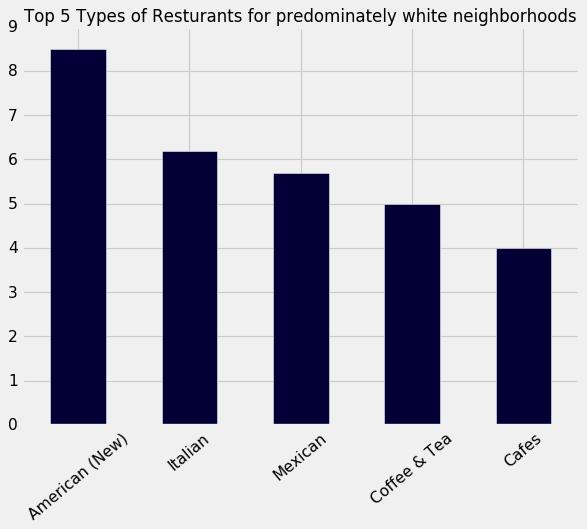 Top 5 Types of Resturants for predominately white neighborhoods
9
8
7
6
5
4
3
2
1
0
American (New)
Italian
Mexican
Coffee & Tea
Cafes